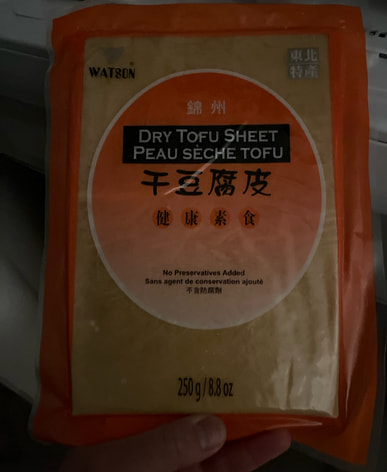 WATSON
東北
特產
錦州
DRY TOFU SHEET
PEAU SÈCHE TOFU
干豆腐皮
健康素食
No Preservatives Added
Sans agent de conservation ajouté
不含防腐劑
250 g / 8.8 oz